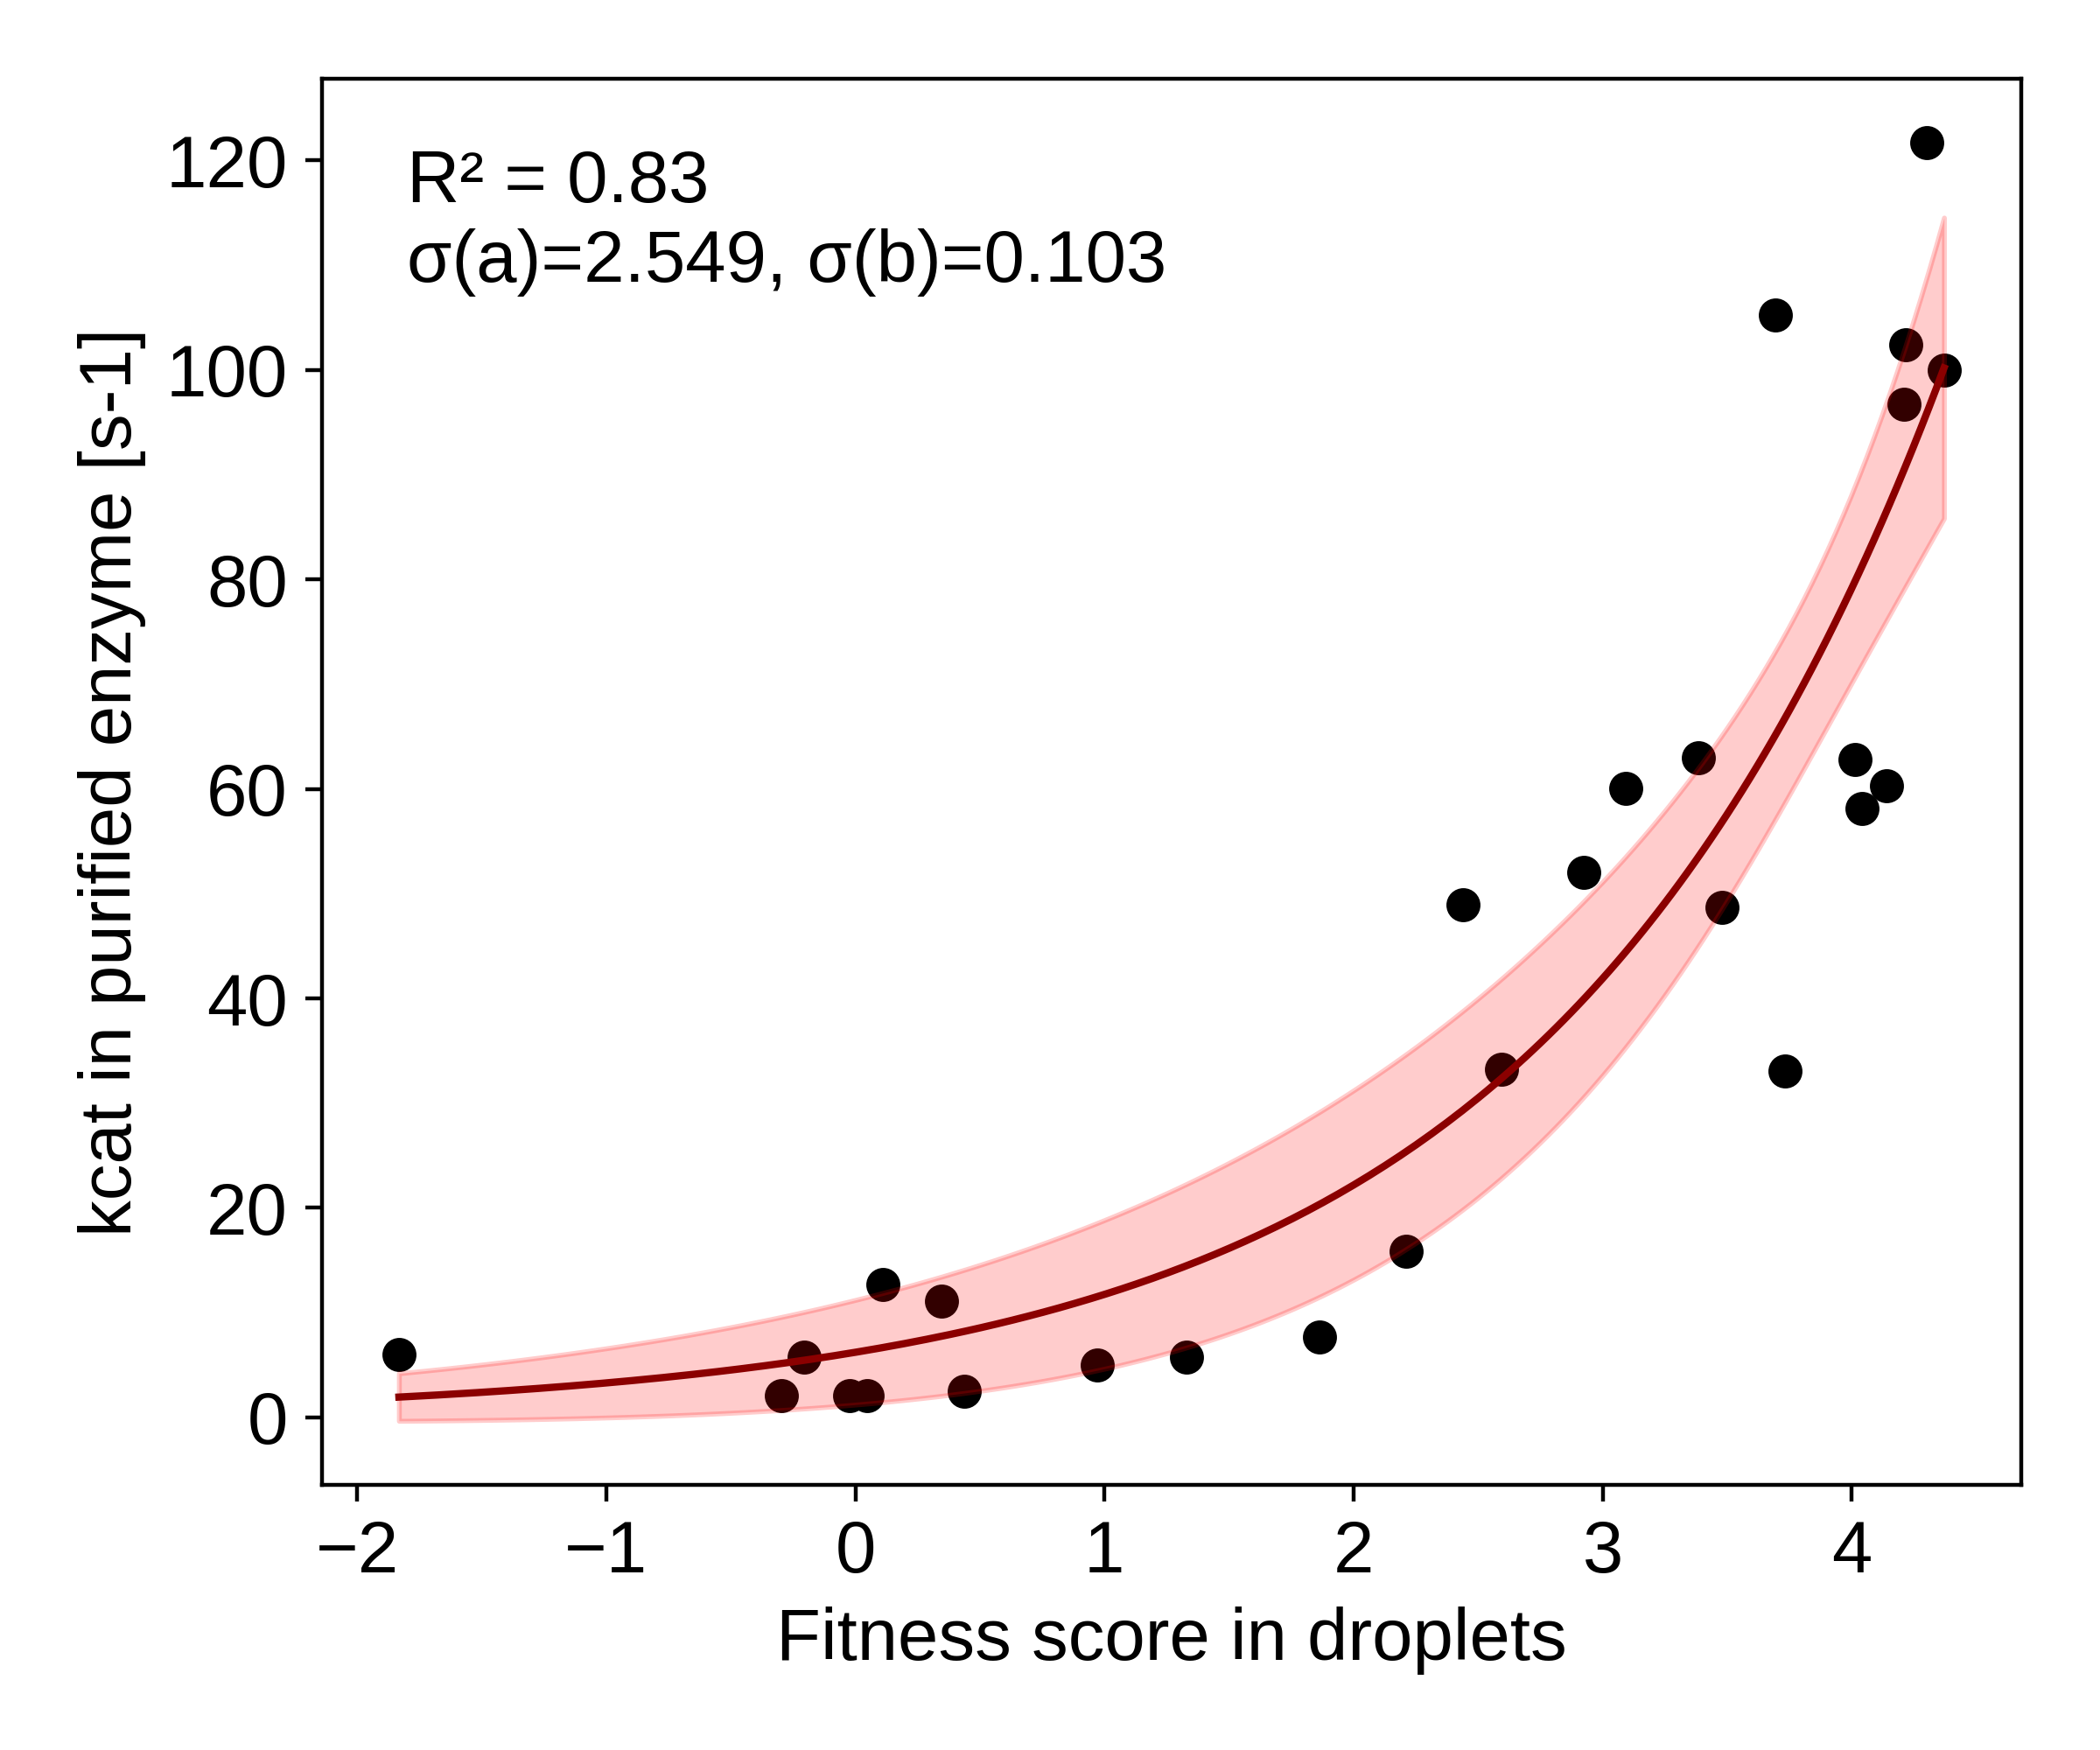 R² = 0.83
σ(a)=2.549, σ(b)=0.103
kcat in purified enzyme [s-1]
120
100
80
60
40
20
0
−2 −1 0 1 2 3 4
Fitness score in droplets